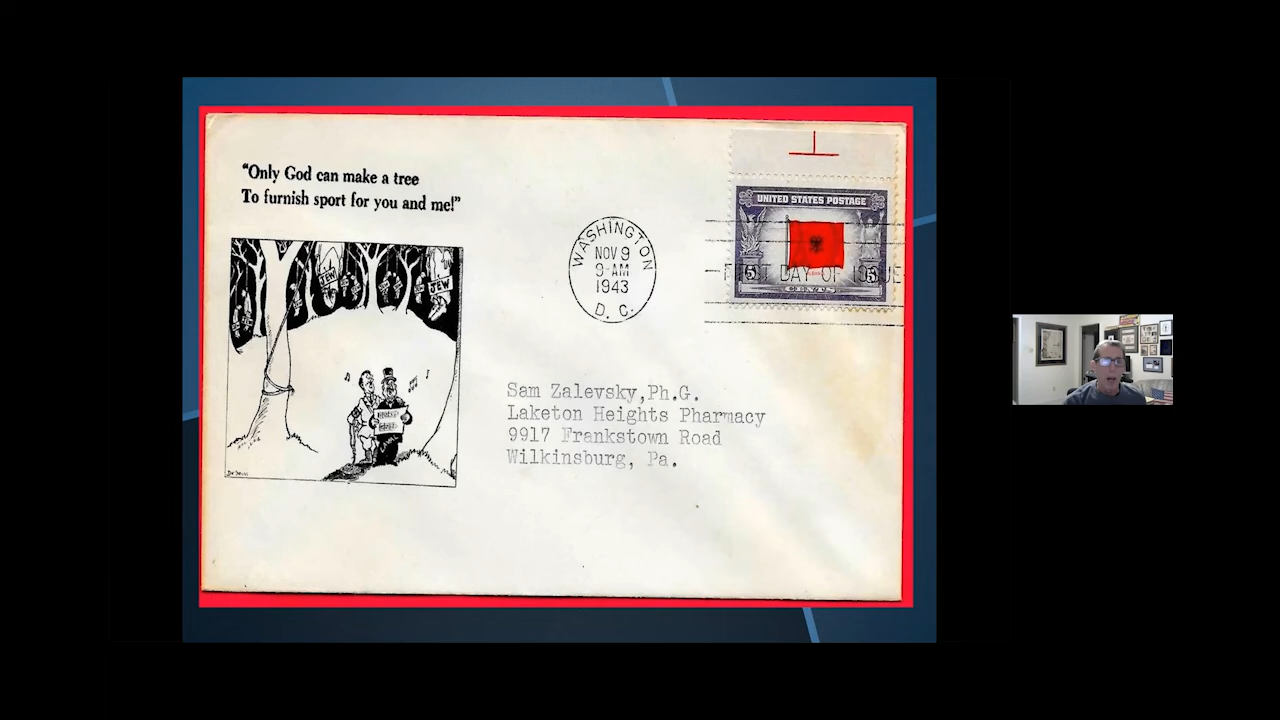 "Only God can make a tree
To furnish sport for you and me!"
JEW
JEW
Dr. Seuss
WASHINGTON
NOV 9
9-AM
1943
D. C.
UNITED STATES POSTAGE
FIRST DAY OF ISSUE
5
5
CENTS
Sam Zalevsky,Ph.G.
Laketon Heights Pharmacy
9917 Frankstown Road
Wilkinsburg, Pa.